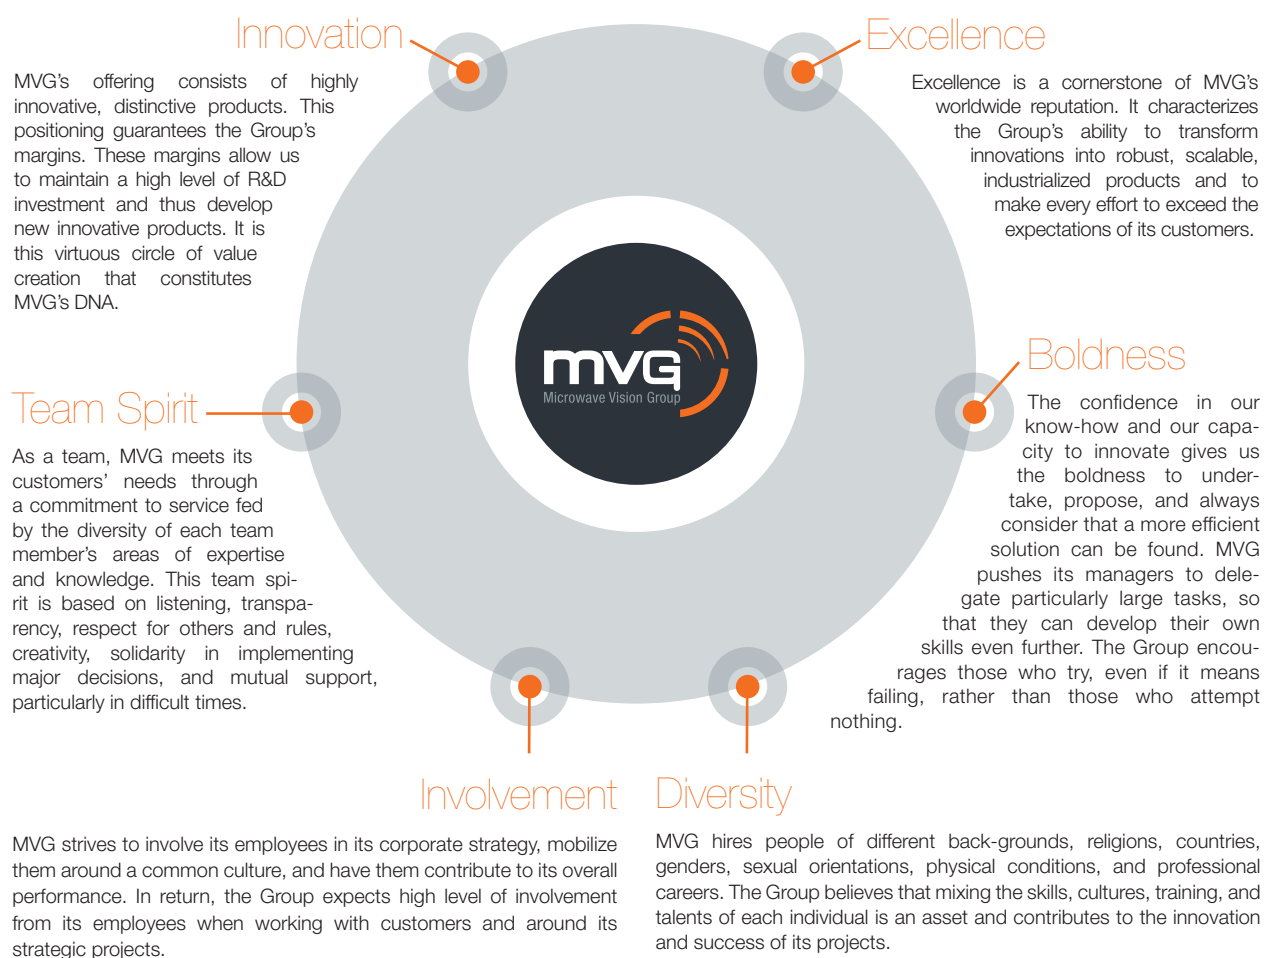 Innovation
MVG's offering consists of highly
innovative, distinctive products. This
positioning guarantees the Group's
margins. These margins allow us
to maintain a high level of R&D
investment and thus develop
new innovative products. It is
this virtuous circle of value
creation that constitutes
MVG's DNA.
Excellence
Excellence is a cornerstone of MVG's
worldwide reputation. It characterizes
the Group's ability to transform
innovations into robust, scalable,
industrialized products and to
make every effort to exceed the
expectations of its customers.
mVG
Microwave Vision Group
Team Spirit
As a team, MVG meets its
customers' needs through
a commitment to service fed
by the diversity of each team
member's areas of expertise
and knowledge. This team spi-
rit is based on listening, transpa-
rency, respect for others and rules,
creativity, solidarity in implementing
major decisions, and mutual support,
particularly in difficult times.
Boldness
The confidence in our
know-how and our capa-
city to innovate gives us
the boldness to under-
take, propose, and always
consider that a more efficient
solution can be found. MVG
pushes its managers to dele-
gate particularly large tasks, so
that they can develop their own
skills even further. The Group encou-
rages those who try, even if it means
failing, rather than those who attempt
nothing.
Involvement
MVG strives to involve its employees in its corporate strategy, mobilize
them around a common culture, and have them contribute to its overall
performance. In return, the Group expects high level of involvement
from its employees when working with customers and around its
strategic projects.
Diversity
MVG hires people of different back-grounds, religions, countries,
genders, sexual orientations, physical conditions, and professional
careers. The Group believes that mixing the skills, cultures, training, and
talents of each individual is an asset and contributes to the innovation
and success of its projects.